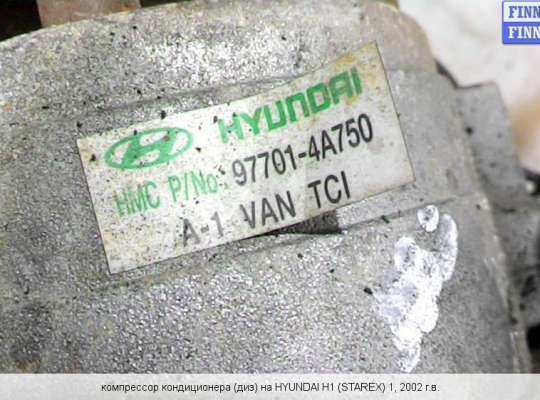 FINN
FINN
HYUNDAI
HMC P/No: 97701-4A750
A-1 VAN TCI
компрессор кондиционера (диз) на HYUNDAI H1 (STAREX) 1, 2002 г.в.